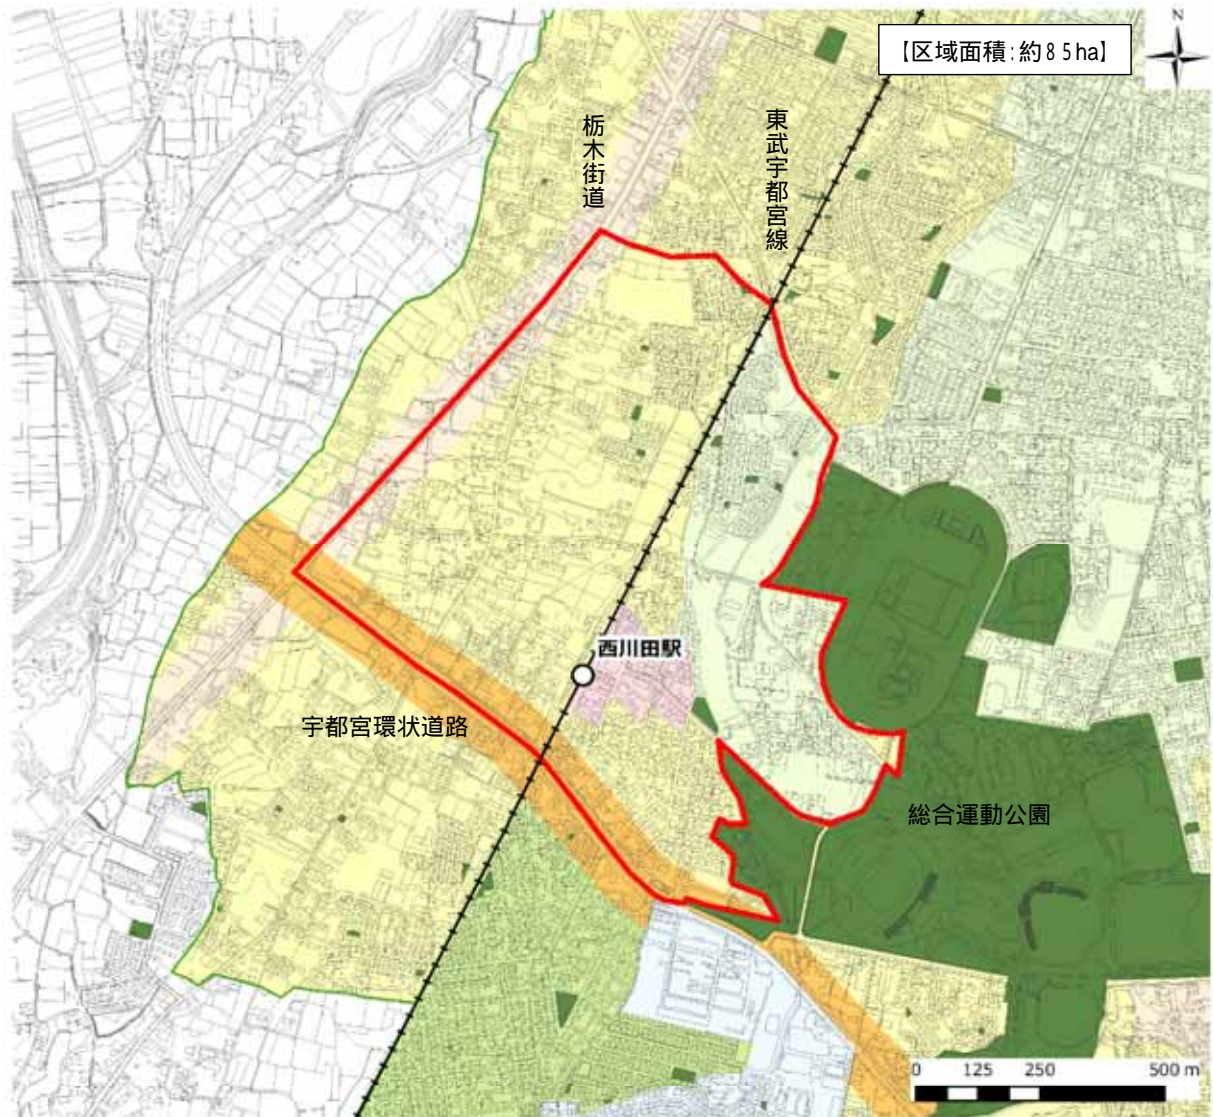 N
【区域面積:約85ha】
栃木街道
東武宇都宮線
西川田駅
宇都宮環状道路
総合運動公園
0 125 250 500 m